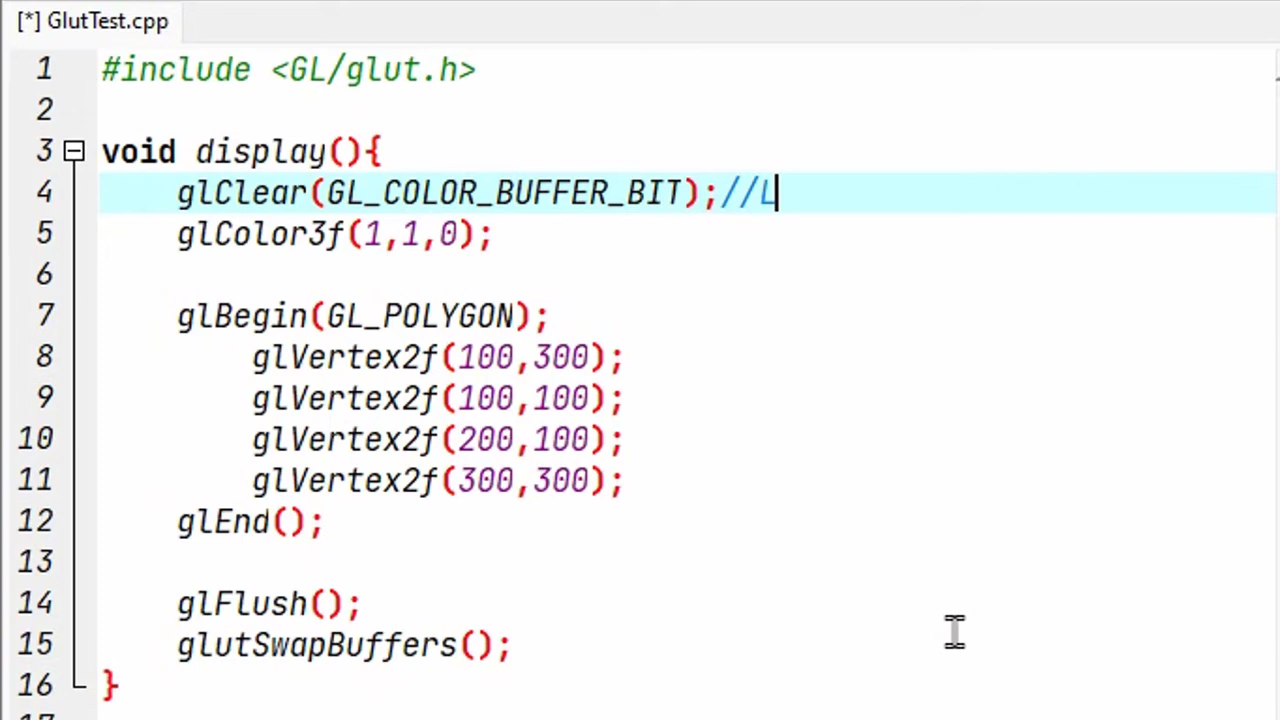 [*] GlutTest.cpp
1 #include <GL/glut.h>
2
3 void display(){
4 glClear(GL_COLOR_BUFFER_BIT);//L
5 glColor3f(1,1,0);
6
7 glBegin(GL_POLYGON);
8 glVertex2f(100,300);
9 glVertex2f(100,100);
10 glVertex2f(200,100);
11 glVertex2f(300,300);
12 glEnd();
13
14 glFlush();
15 glutSwapBuffers();
16 }
17